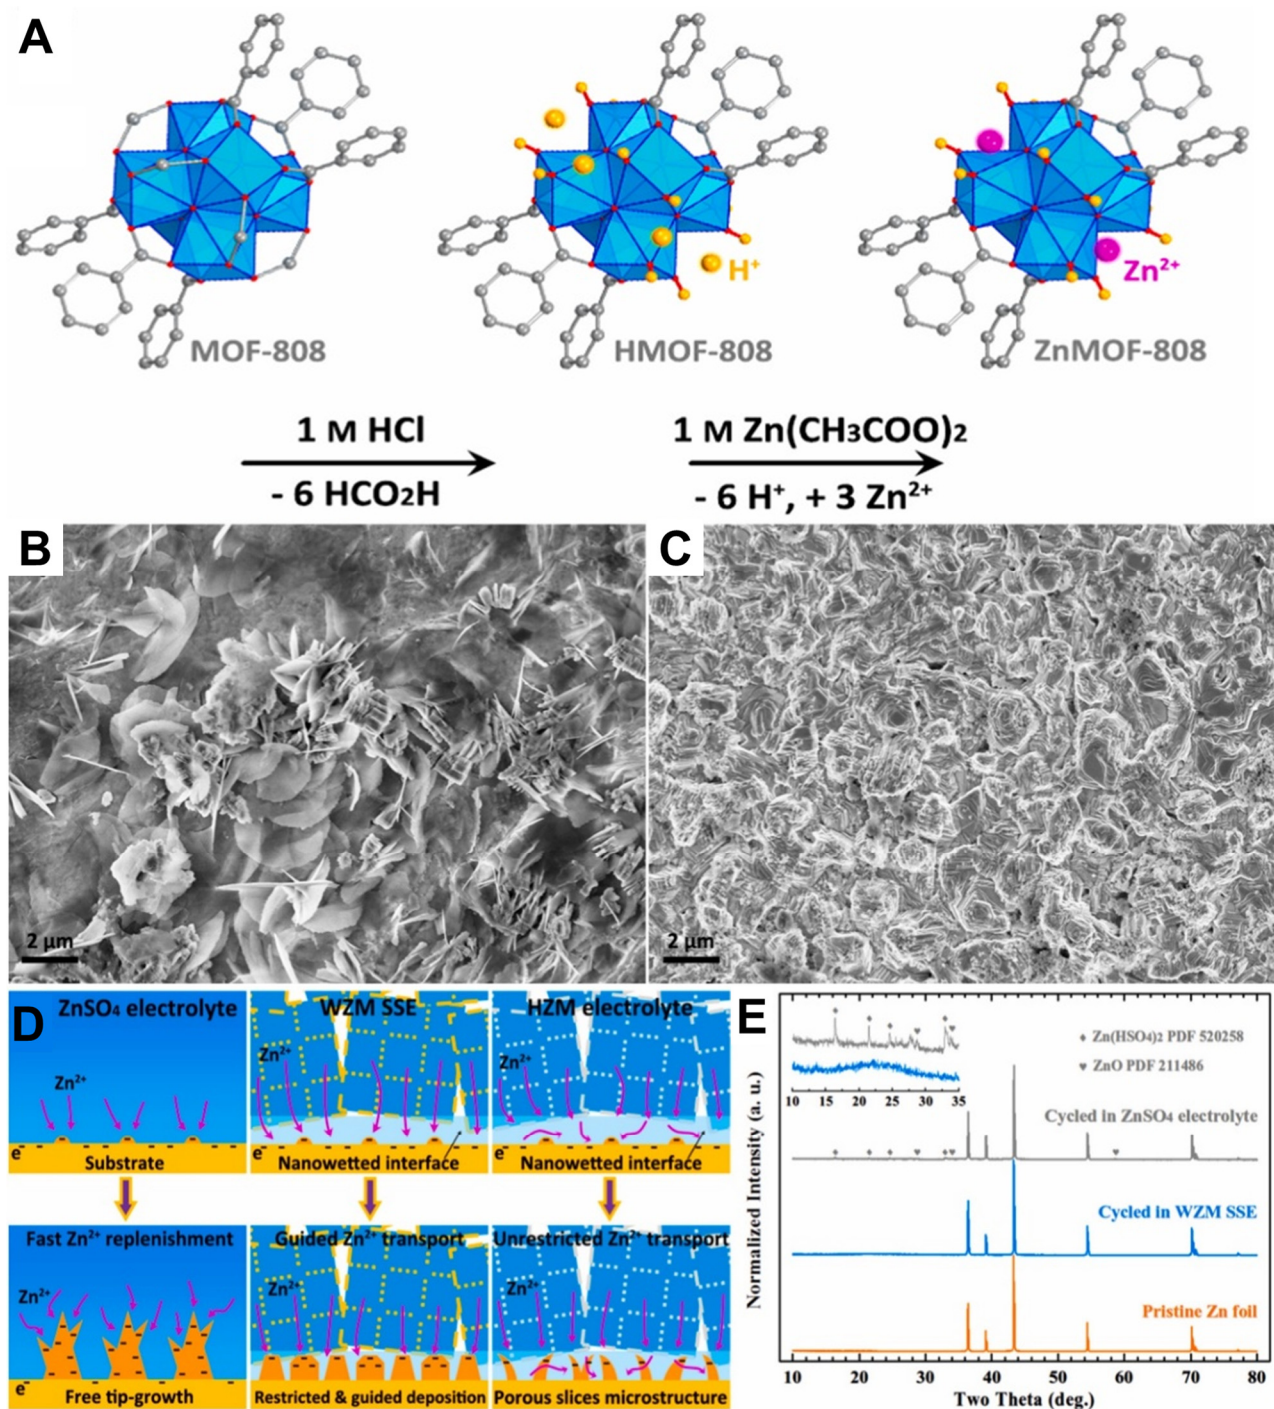 A
H⁺
Zn²⁺
MOF-808
HMOF-808
ZnMOF-808
1 M HCl
- 6 HCO₂H
1 M Zn(CH₃COO)₂
- 6 H⁺, + 3 Zn²⁺
B
2 μm
C
2 μm
D
ZnSO₄ electrolyte
Zn²⁺
e⁻
Substrate
WZM SSE
Zn²⁺
e⁻
Nanowetted interface
HZM electrolyte
Zn²⁺
e⁻
Nanowetted interface
Fast Zn²⁺ replenishment
Zn²⁺
e⁻
Free tip-growth
Guided Zn²⁺ transport
Zn²⁺
e⁻
Restricted & guided deposition
Unrestricted Zn²⁺ transport
Zn²⁺
e⁻
Porous slices microstructure
E
Normalized Intensity (a. u.)
10 15 20 25 30 35
♦ Zn(HSO4)2 PDF 520258
♥ ZnO PDF 211486
Cycled in ZnSO₄ electrolyte
Cycled in WZM SSE
Pristine Zn foil
10 20 30 40 50 60 70 80
Two Theta (deg.)